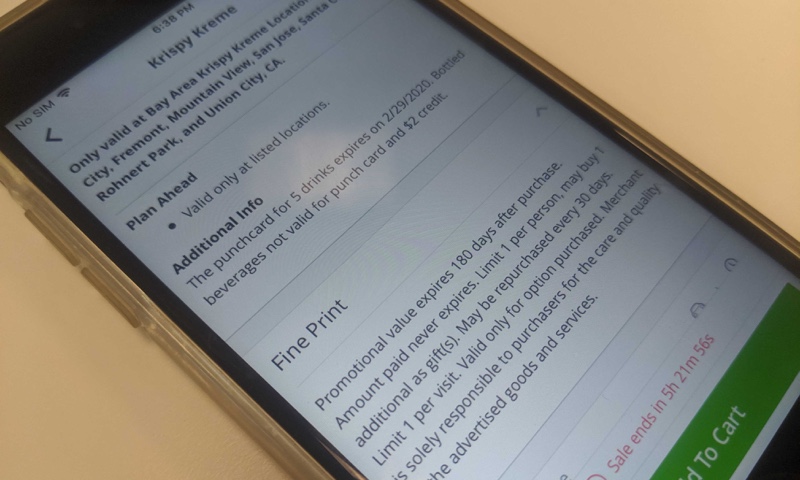 No SIM 6:38 PM
Krispy Kreme
Only valid at Bay Area Krispy Kreme
City, Fremont, Mountain View, San Jose, Santa
Rohnert Park, and Union City, CA.
Plan Ahead
• Valid only at listed locations.
Additional Info
The punchcard for 5 drinks expires on 2/29/2020. Bottled
beverages not valid for punch card and $2 credit.
Fine Print
Promotional value expires 180 days after purchase.
Amount paid never expires. Limit 1 per person, may buy 1
additional as gift(s). May be repurchased every 30 days.
Limit 1 per visit. Valid only for option purchased. Merchant
is solely responsible to purchasers for the care and quality
the advertised goods and services.
Sale ends in 5h 21m 56s
To Cart